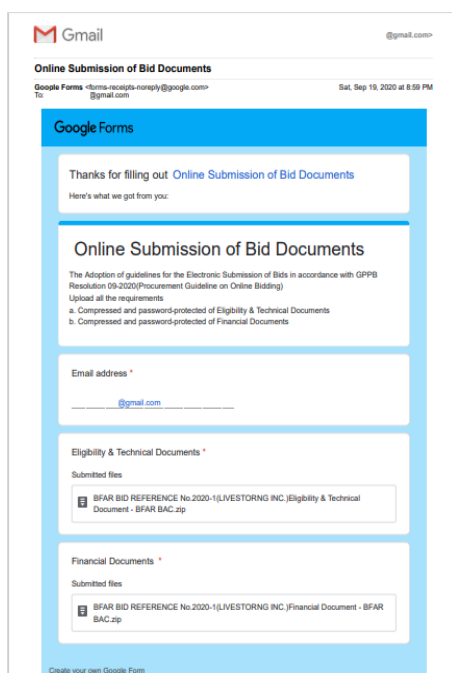 Gmail
@gmail.com>
Online Submission of Bid Documents
Google Forms <forms-receipts-noreply@google.com>
Sat, Sep 19, 2020 at 8:59 PM
To: @gmail.com
Google Forms
Thanks for filling out Online Submission of Bid Documents
Here's what we got from you:
Online Submission of Bid Documents
The Adoption of guidelines for the Electronic Submission of Bids in accordance with GPPB
Resolution 09-2020(Procurement Guideline on Online Bidding)
Upload all the requirements
a. Compressed and password-protected of Eligibility & Technical Documents
b. Compressed and password-protected of Financial Documents
Email address *
@gmail.com
Eligibility & Technical Documents *
Submitted files
BFAR BID REFERENCE No.2020-1(LIVESTORNG INC.)Eligibility & Technical
Document - BFAR BAC.zip
Financial Documents *
Submitted files
BFAR BID REFERENCE No.2020-1(LIVESTORNG INC.)Financial Document - BFAR
BAC.zip
Create your own Google Form